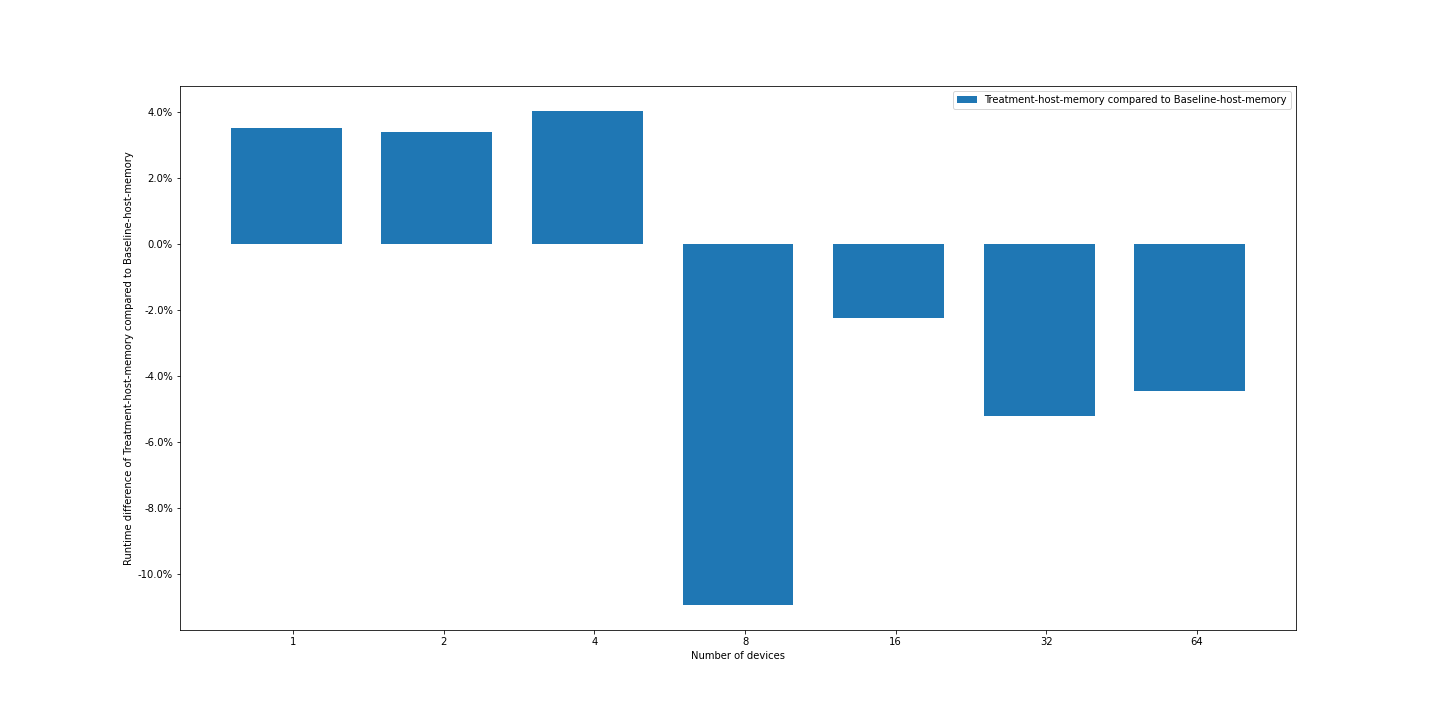 Treatment-host-memory compared to Baseline-host-memory
Runtime difference of Treatment-host-memory compared to Baseline-host-memory
4.0%
2.0%
0.0%
-2.0%
-4.0%
-6.0%
-8.0%
-10.0%
1 2 4 8 16 32 64
Number of devices